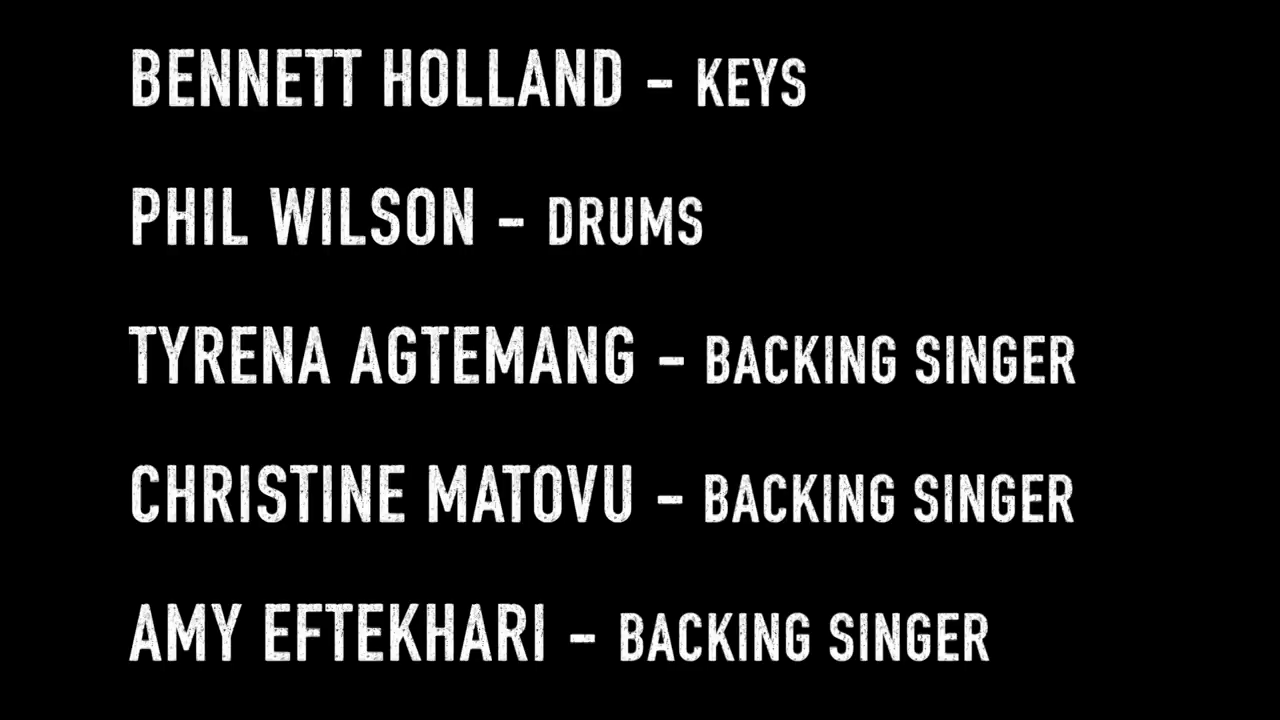 BENNETT HOLLAND - KEYS
PHIL WILSON - DRUMS
TYRENA AGTEMANG - BACKING SINGER
CHRISTINE MATOVU - BACKING SINGER
AMY EFTEKHARI - BACKING SINGER